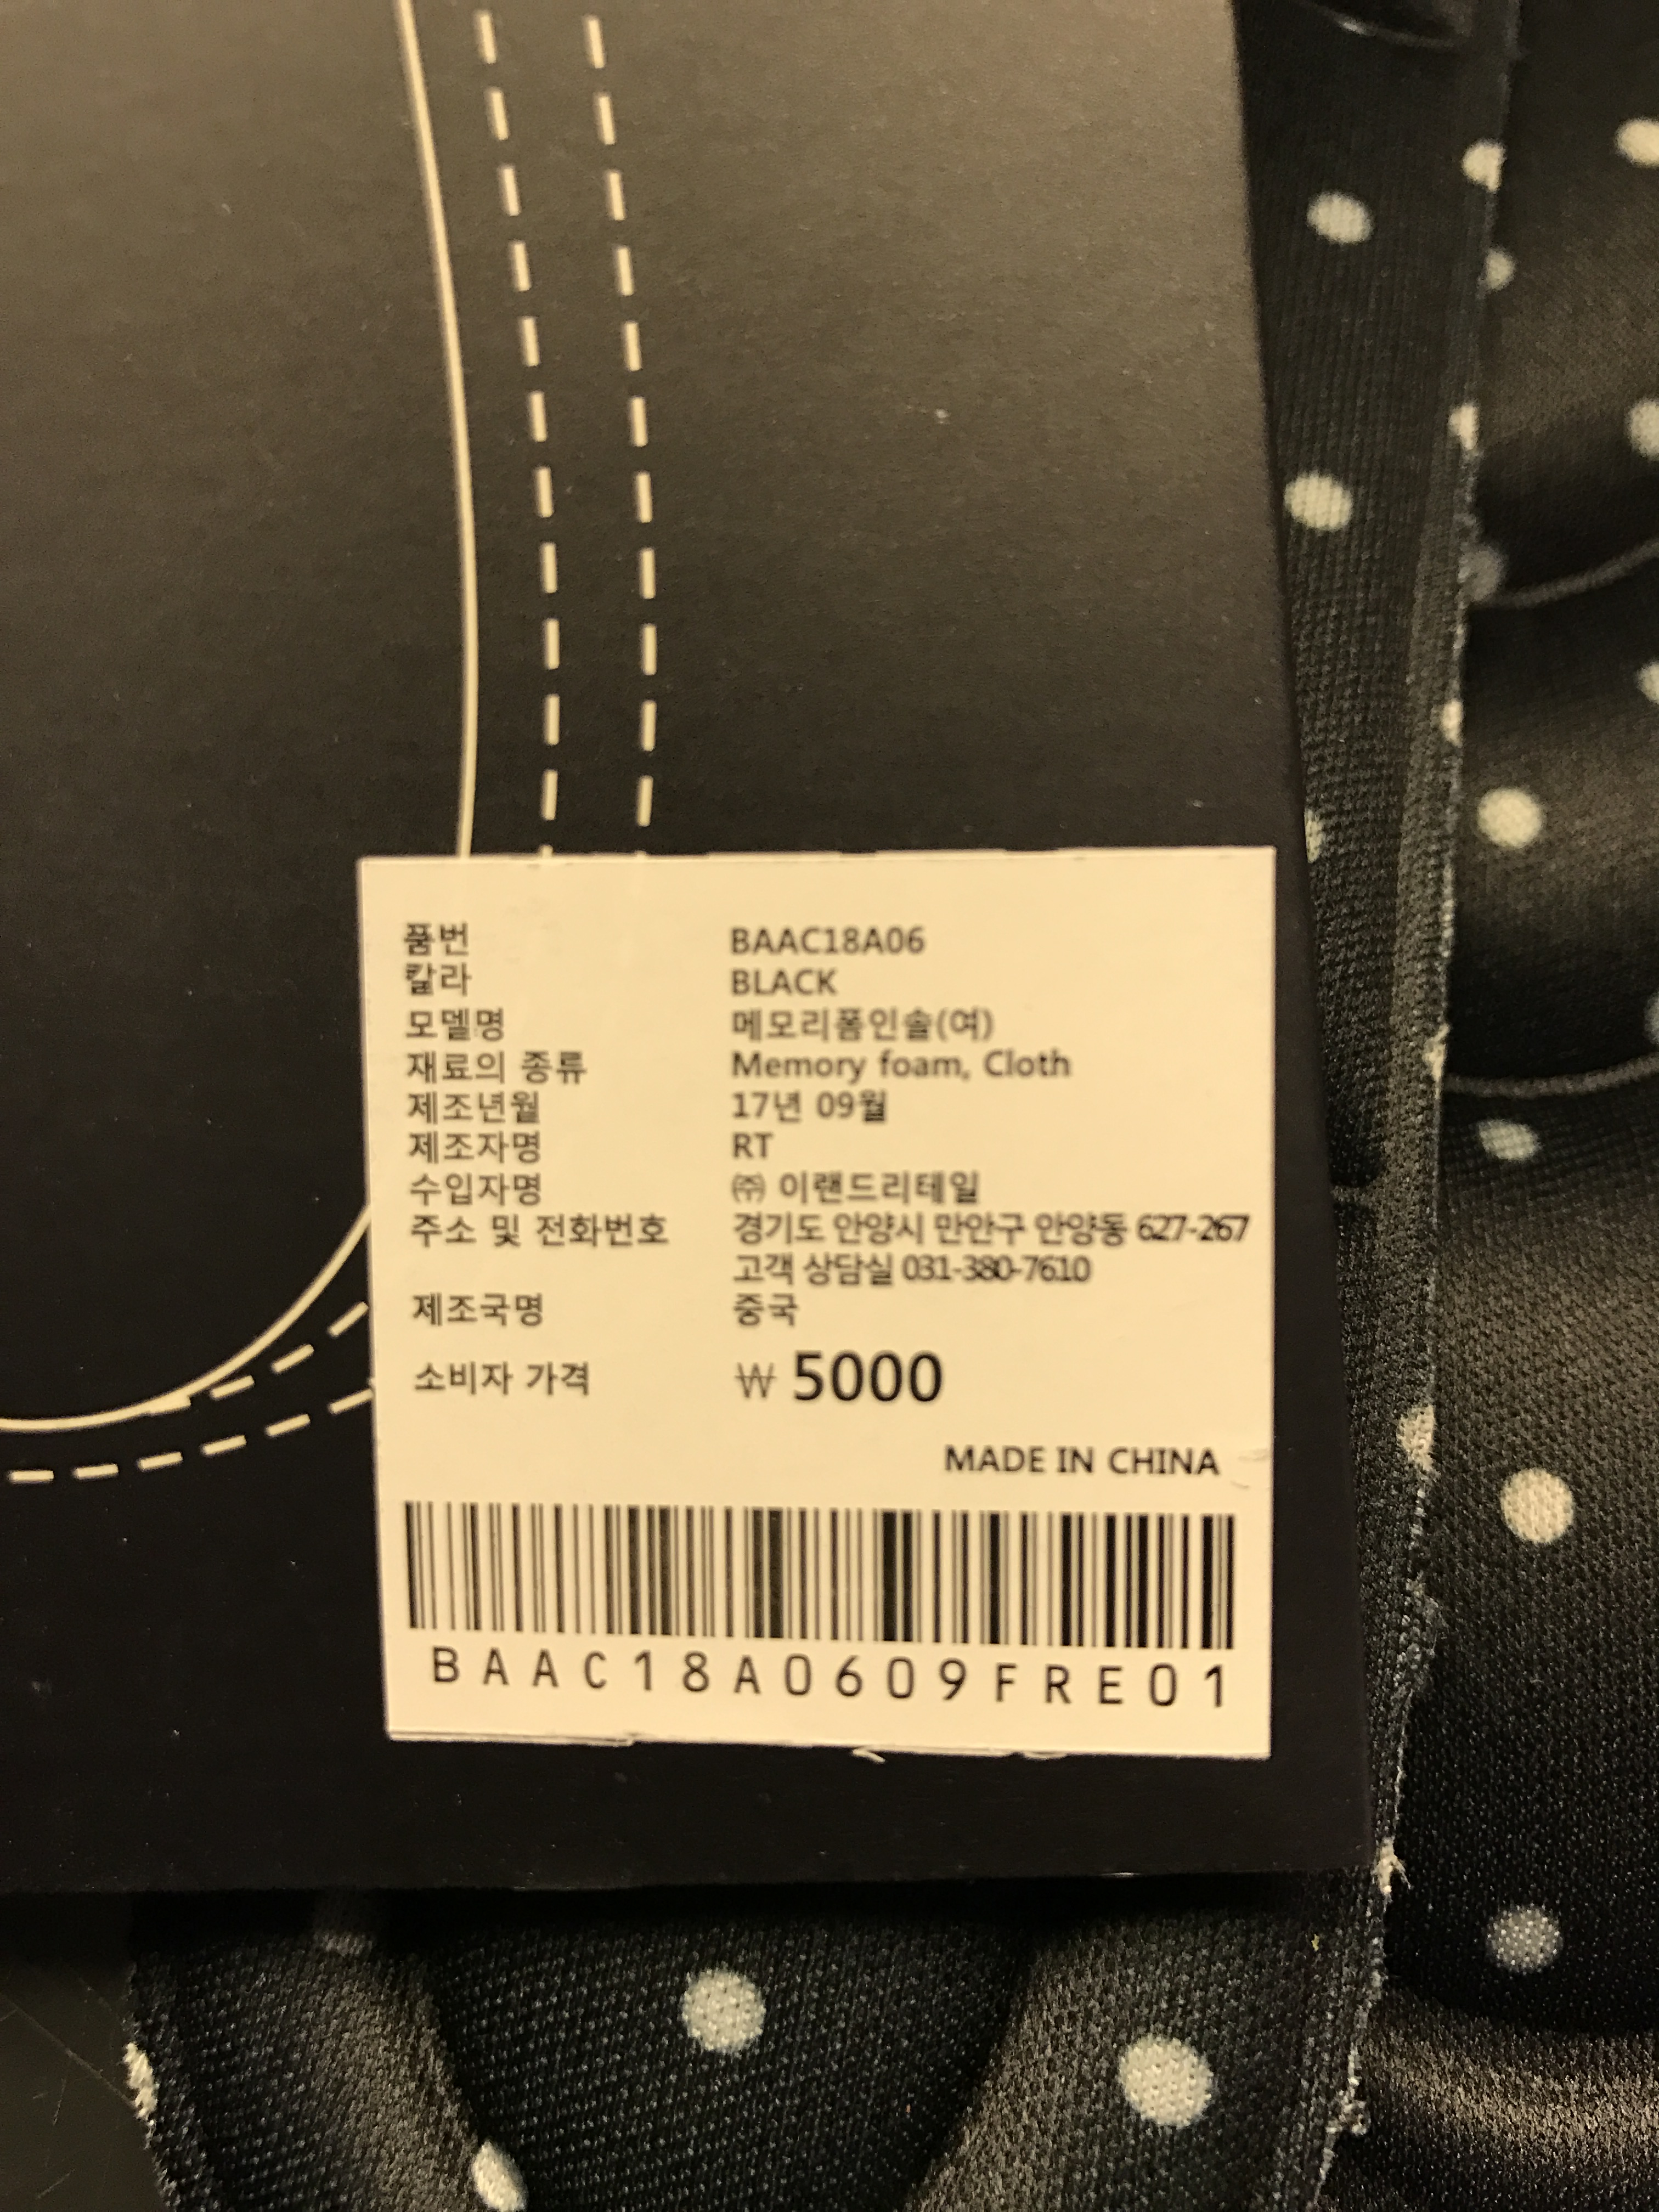 품번 BAAC18A06
칼라 BLACK
모델명 메모리폼인솔(여)
재료의 종류 Memory foam, Cloth
제조년월 17년 09월
제조자명 RT
수입자명 ㈜ 이랜드리테일
주소 및 전화번호 경기도 안양시 만안구 안양동 627-267
고객 상담실 031-380-7610
제조국명 중국
소비자 가격 ₩ 5000
MADE IN CHINA
BAAC18A0609FRE01